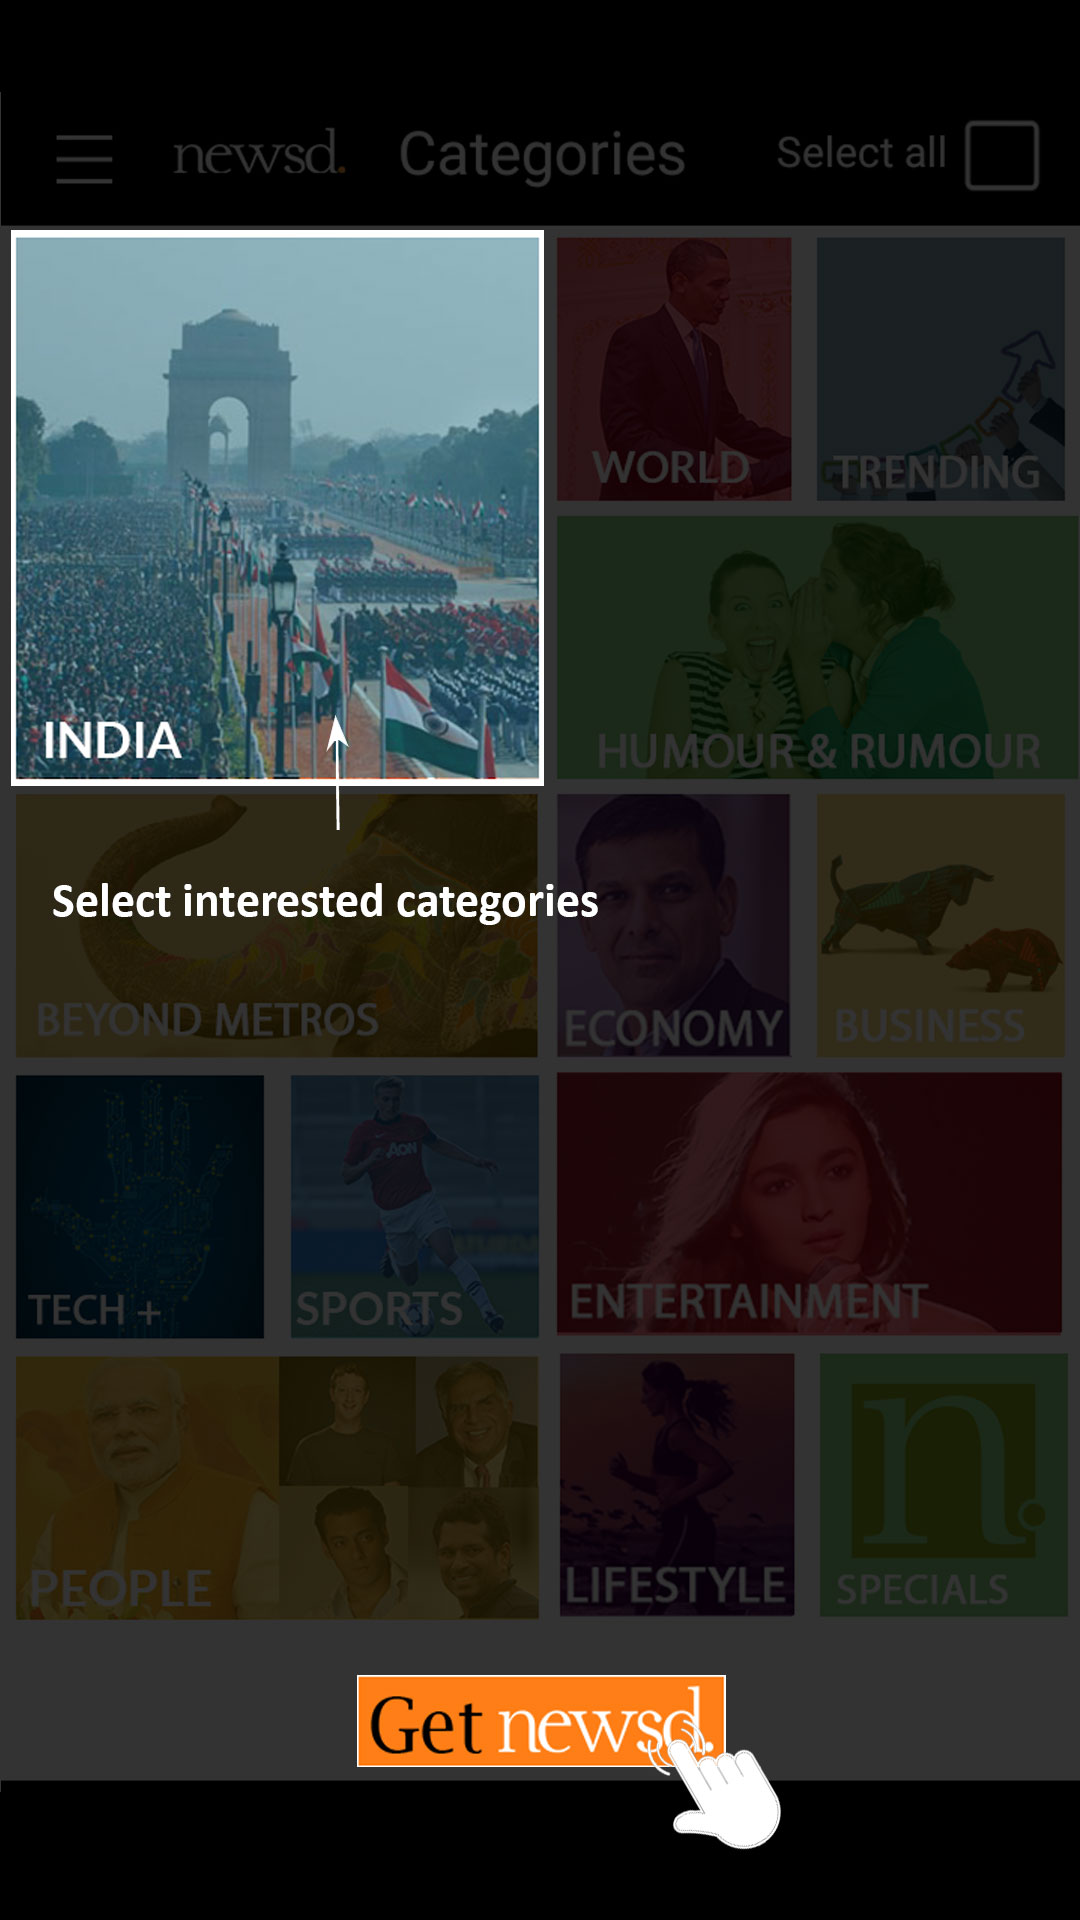 newsd. Categories Select all
INDIA
WORLD
TRENDING
HUMOUR & RUMOUR
Select interested categories
BEYOND METROS
ECONOMY
BUSINESS
TECH +
AON
SPORTS
ENTERTAINMENT
PEOPLE
LIFESTYLE
n.
SPECIALS
Get newsd.